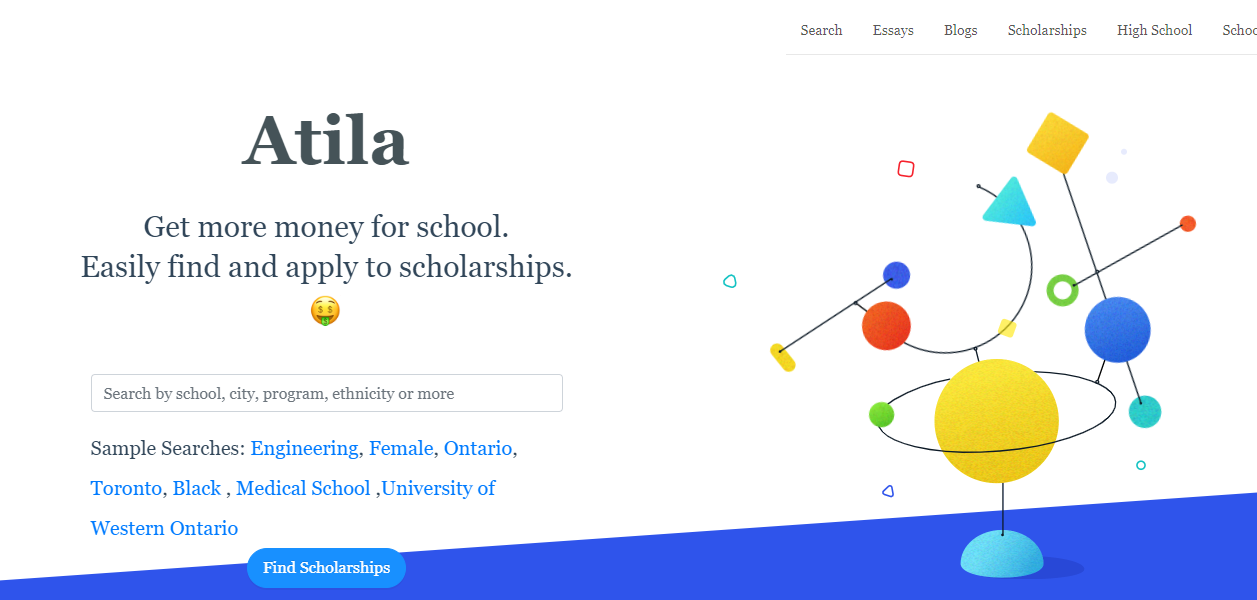 Search Essays Blogs Scholarships High School Schoo
Atila
Get more money for school.
Easily find and apply to scholarships.
Search by school, city, program, ethnicity or more
Sample Searches: Engineering, Female, Ontario,
Toronto, Black , Medical School ,University of
Western Ontario
Find Scholarships